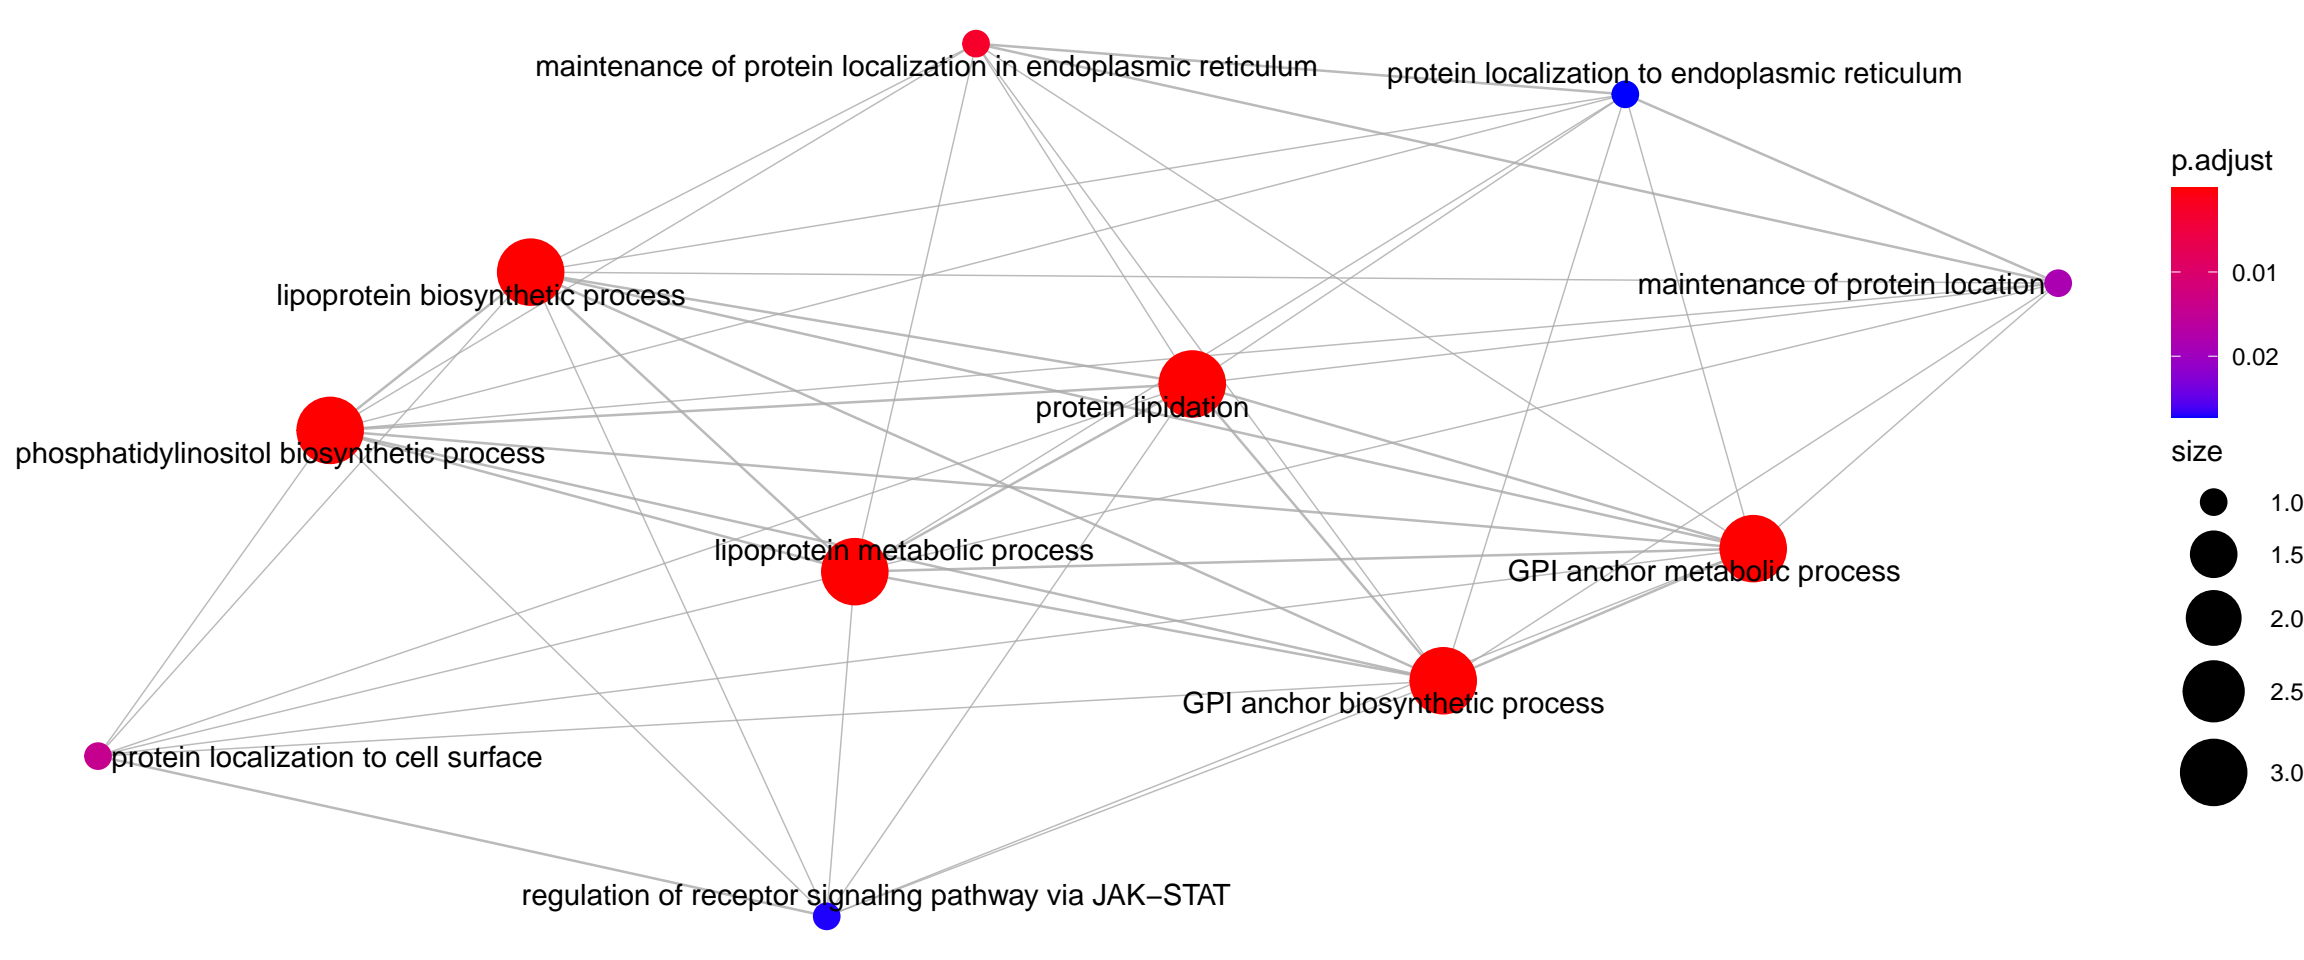 maintenance of protein localization in endoplasmic reticulum
protein localization to endoplasmic reticulum
p.adjust
0.01
0.02
lipoprotein biosynthetic process
maintenance of protein location
protein lipidation
phosphatidylinositol biosynthetic process
size
1.0
1.5
2.0
2.5
3.0
lipoprotein metabolic process
GPI anchor metabolic process
GPI anchor biosynthetic process
protein localization to cell surface
regulation of receptor signaling pathway via JAK−STAT